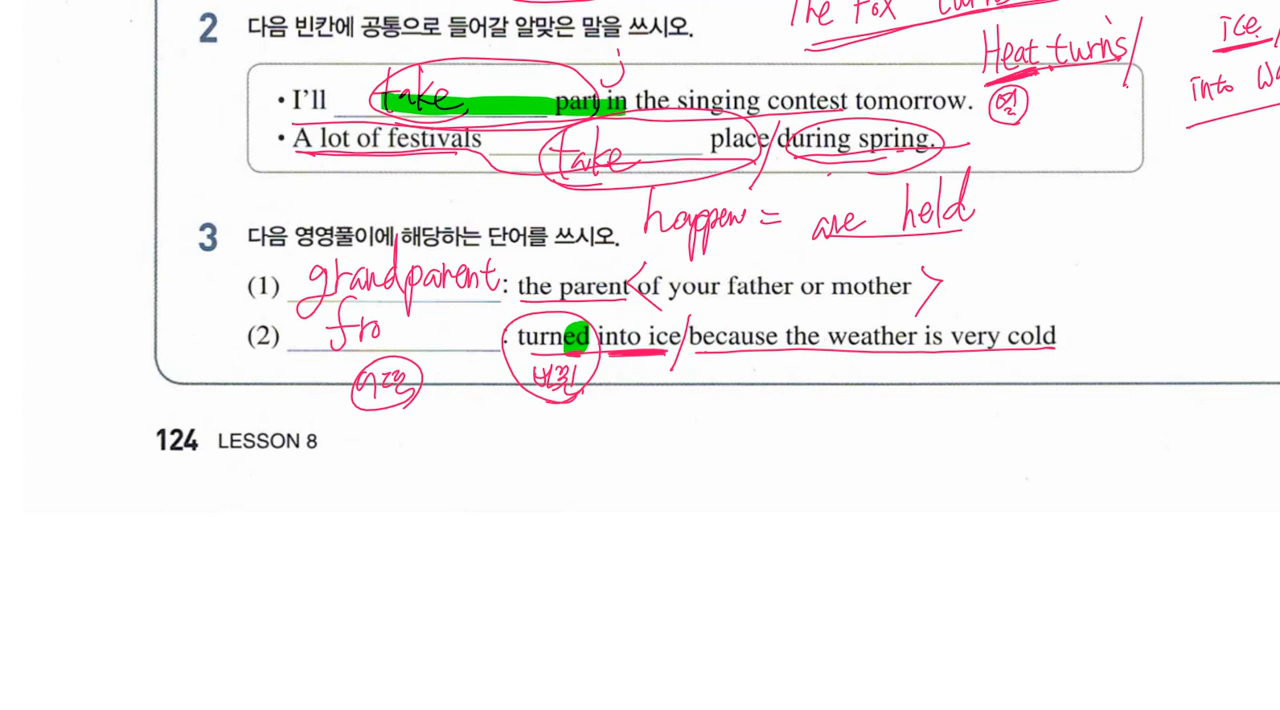 The Fox turns
2 다음 빈칸에 공통으로 들어갈 알맞은 말을 쓰시오.
Heat turns/ ice
into Wa
열
j
• I'll take part in the singing contest tomorrow.
• A lot of festivals take place during spring.
happen = are held
3 다음 영영풀이에 해당하는 단어를 쓰시오.
(1) grandparent : the parent of your father or mother
(2) fro : turned into ice because the weather is very cold
바뀐
124 LESSON 8